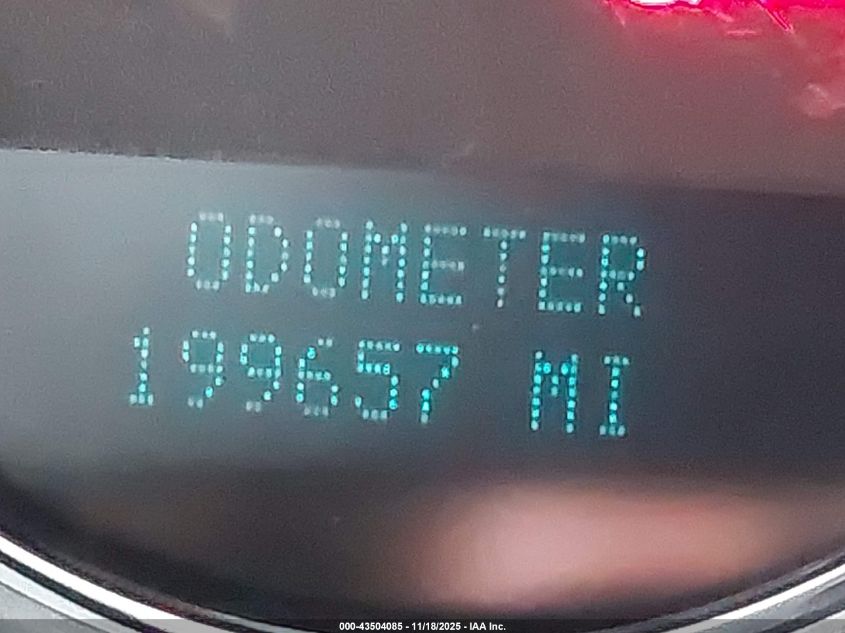 ODOMETER
199657 MI
000-43504085 - 11/18/2025 - IAA Inc.